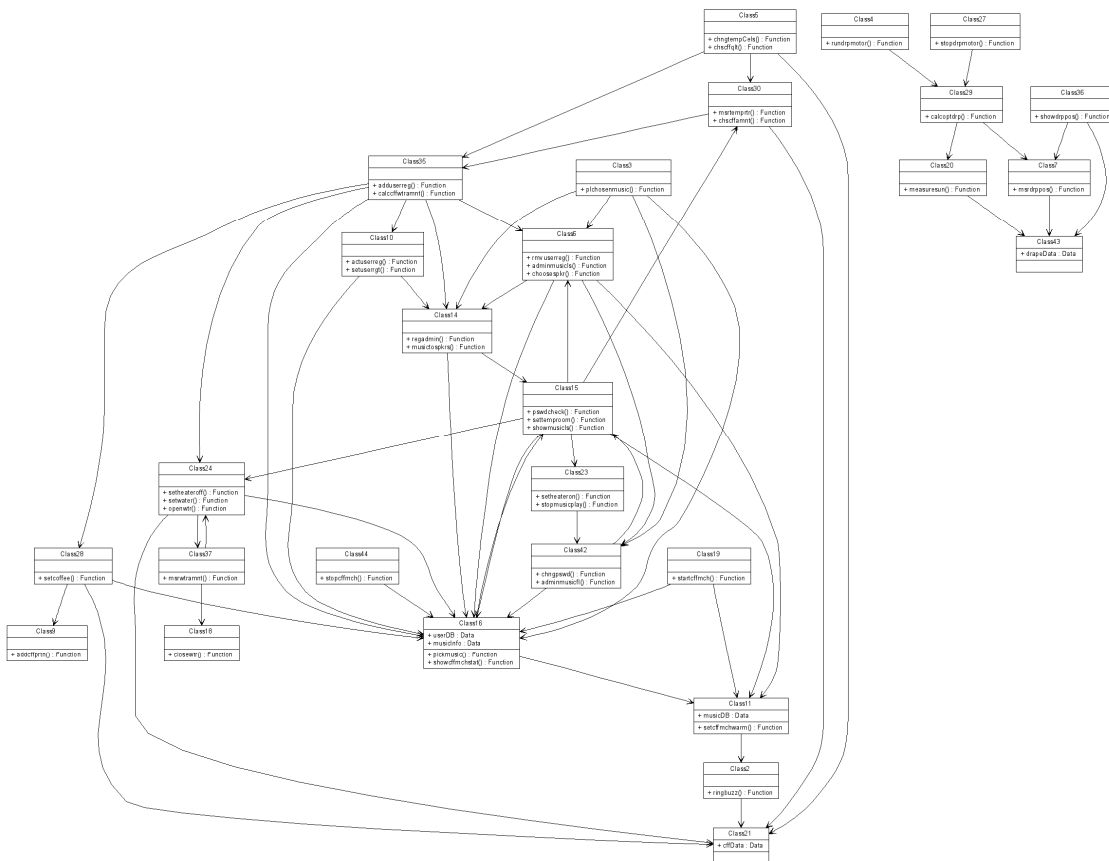 Class5
+ chngtempCels() : Function
+ chscffqlt() : Function
Class4
+ rundrpmotor() : Function
Class27
+ stopdrpmotor() : Function
Class30
+ msrtemprtr() : Function
+ chscffamnt() : Function
Class29
+ calcoptdrp() : Function
Class36
+ showdrppos() : Function
Class35
+ adduserreg() : Function
+ calccffwtramnt() : Function
Class3
+ plchosenmusic() : Function
Class20
+ measuresun() : Function
Class7
+ msrdrppos() : Function
Class10
+ actuserreg() : Function
+ setuserrgt() : Function
Class6
+ rmvuserreg() : Function
+ adminmusicls() : Function
+ choosespkr() : Function
Class43
+ drapeData : Data
Class14
+ regadmin() : Function
+ musictospkrs() : Function
Class15
+ pswdcheck() : Function
+ settemproom() : Function
+ showmusicls() : Function
Class24
+ setheateroff() : Function
+ setwater() : Function
+ openwtr() : Function
Class23
+ setheateron() : Function
+ stopmusicplay() : Function
Class28
+ setcoffee() : Function
Class37
+ msrwtramnt() : Function
Class44
+ stopcffmch() : Function
Class42
+ chngpswd() : Function
+ adminmusicfl() : Function
Class19
+ startcffmch() : Function
Class9
+ addcffprtn() : Function
Class18
+ closewtr() : Function
Class16
+ userDB : Data
+ musicInfo : Data
+ pickmusic() : Function
+ showcffmchstat() : Function
Class11
+ musicDB : Data
+ setcffmchwarm() : Function
Class2
+ ringbuzz() : Function
Class21
+ cffData : Data